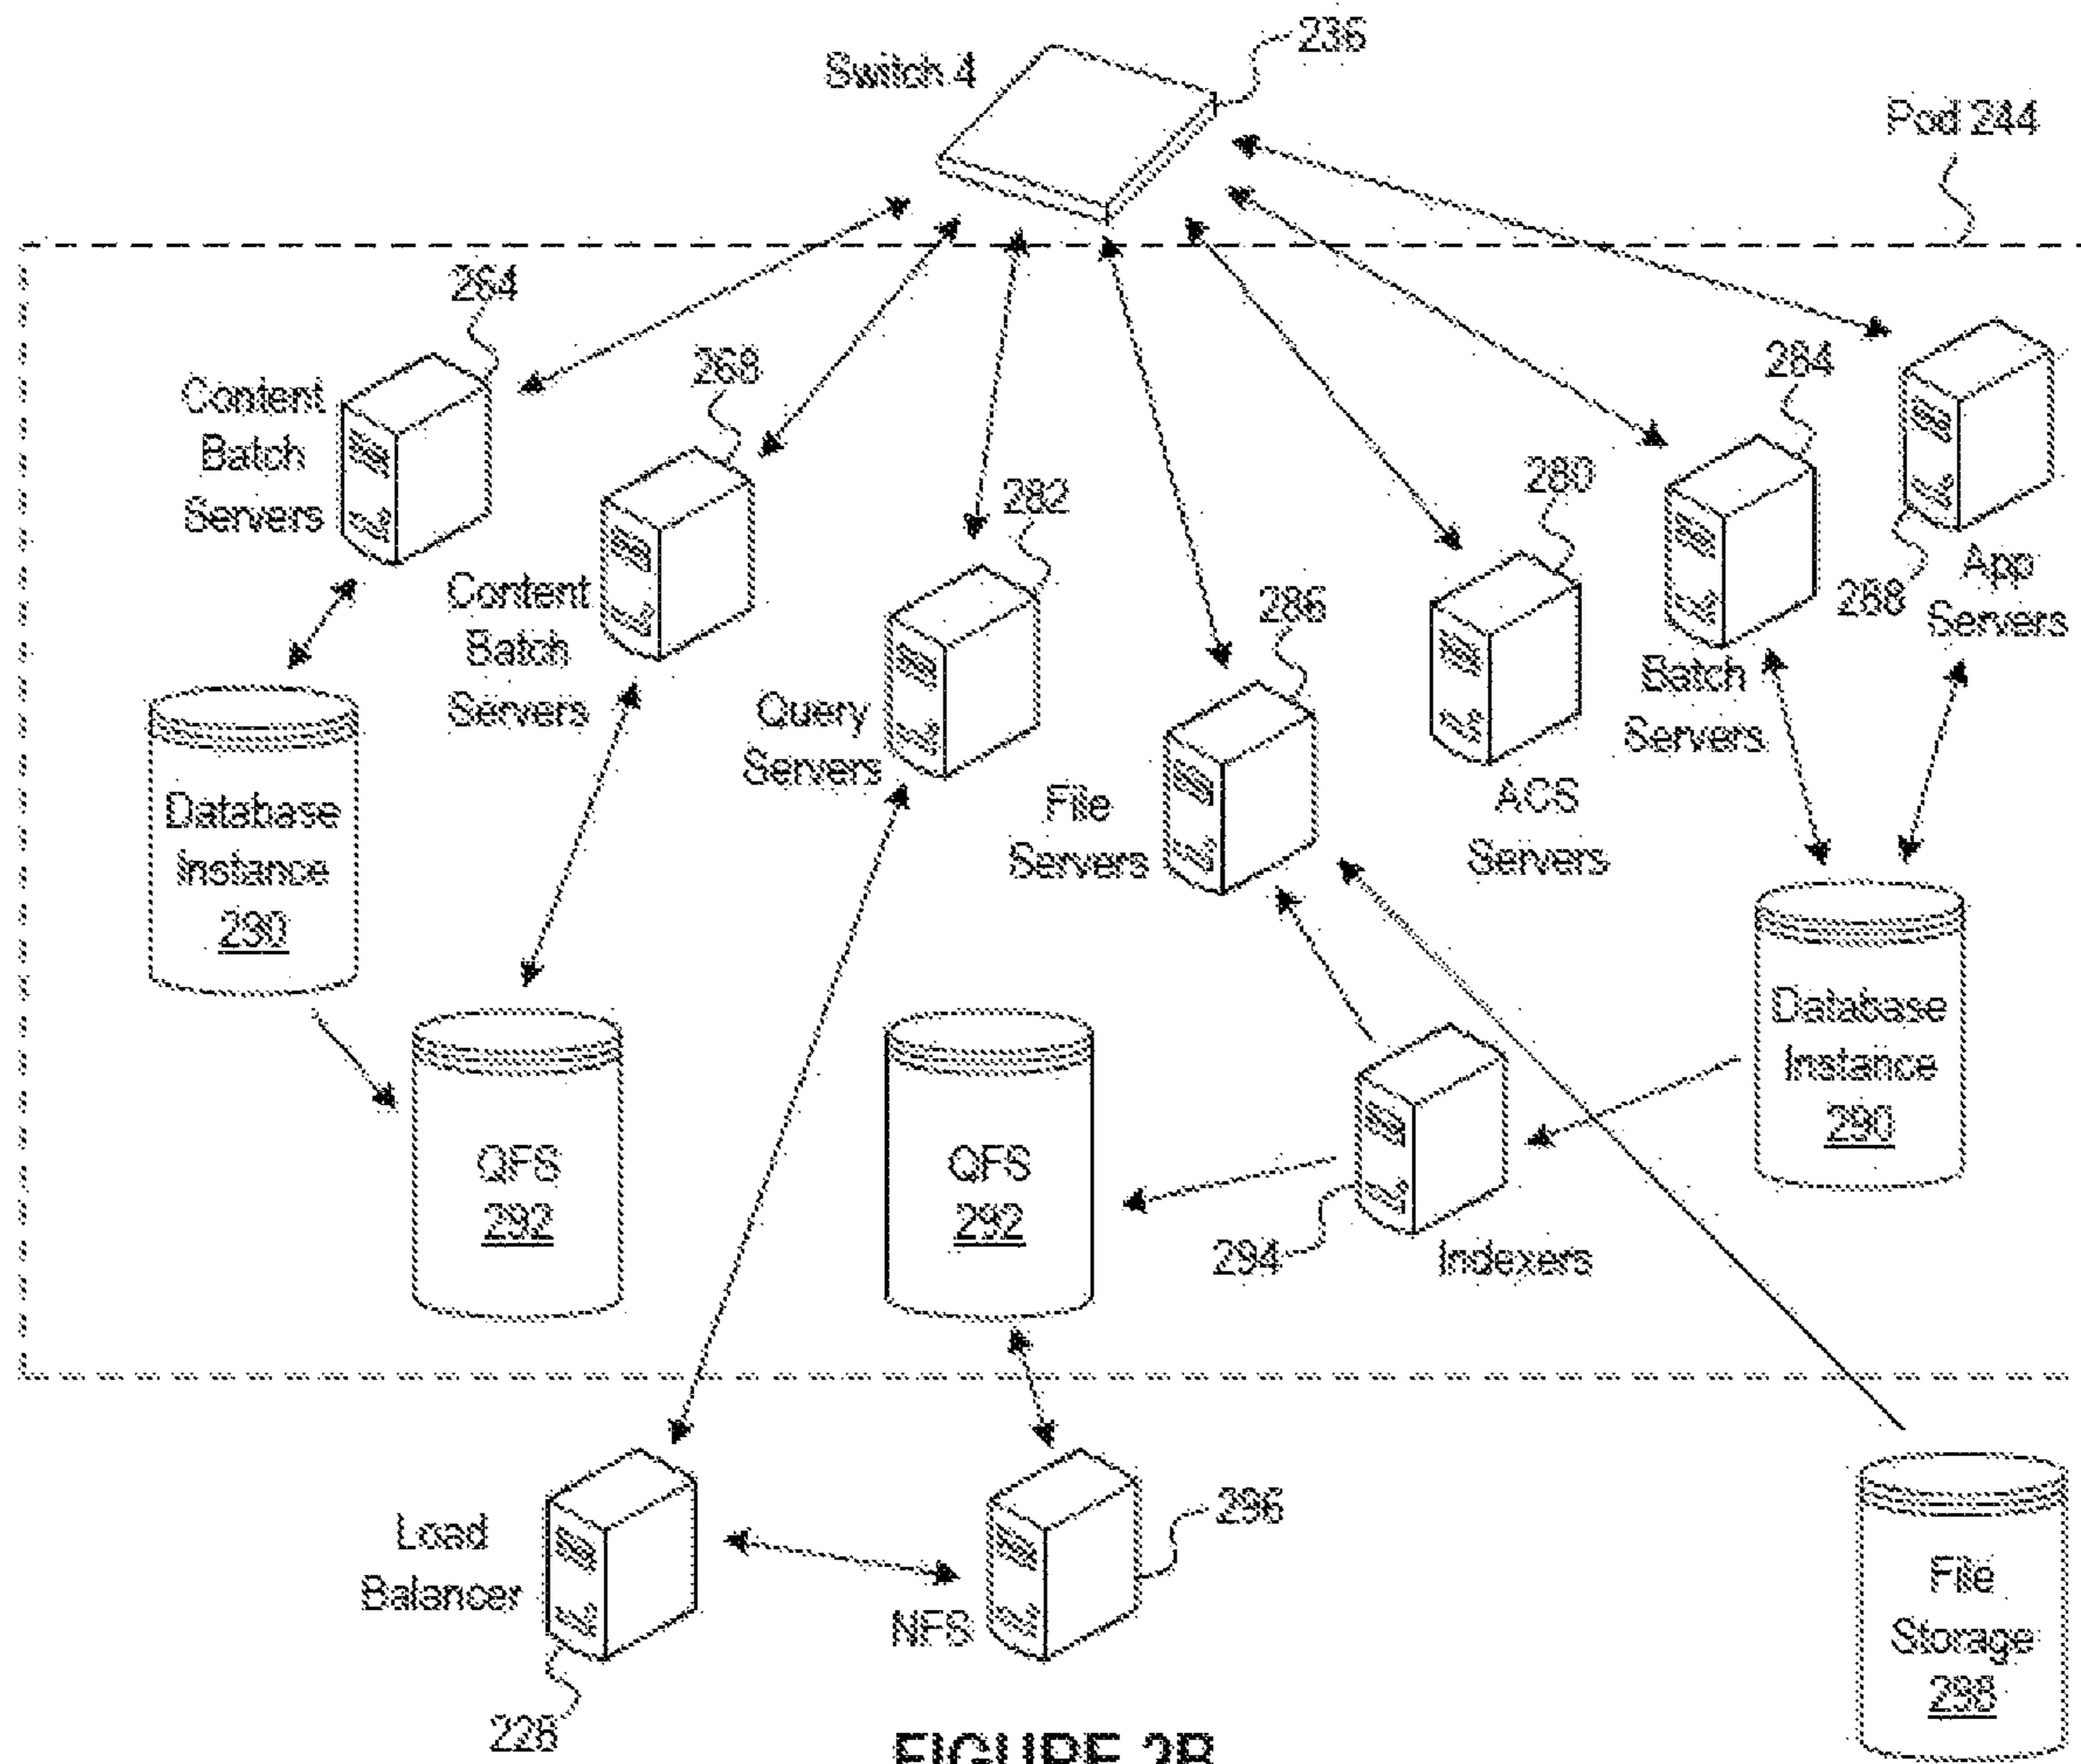 Switch 4
236
Pod 244
264
Content
Batch
Servers
268
Content
Batch
Servers
282
Query
Servers
286
File
Servers
280
ACS
Servers
284
Batch
Servers
288
App
Servers
Database
Instance
290
QFS
292
QFS
292
294
Indexers
Database
Instance
290
Load
Balancer
228
NFS
296
File
Storage
298
FIGURE 2B